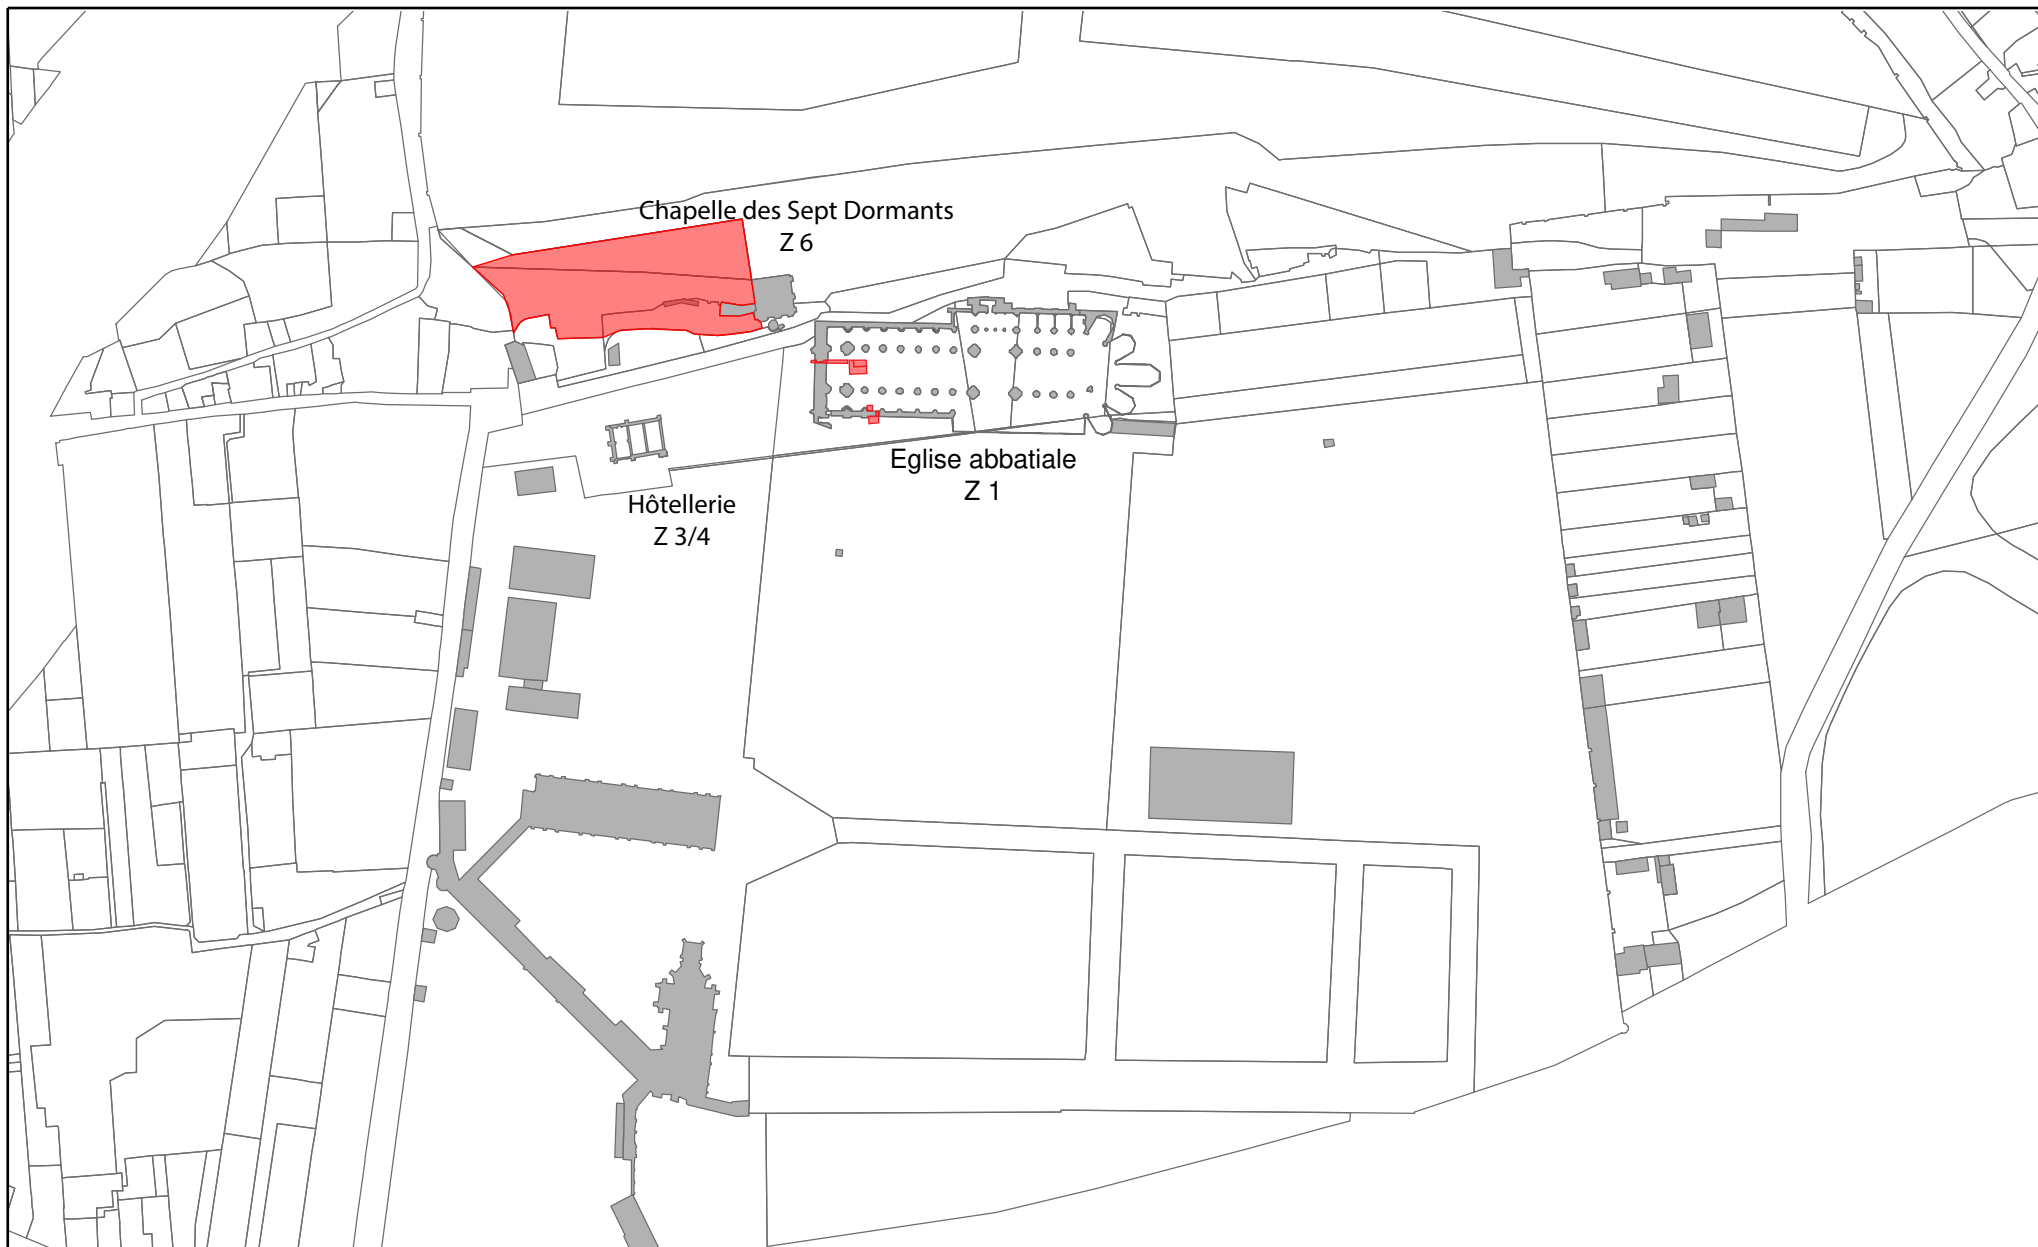 Chapelle des Sept Dormants
Z 6
Eglise abbatiale
Z 1
Hôtellerie
Z 3/4